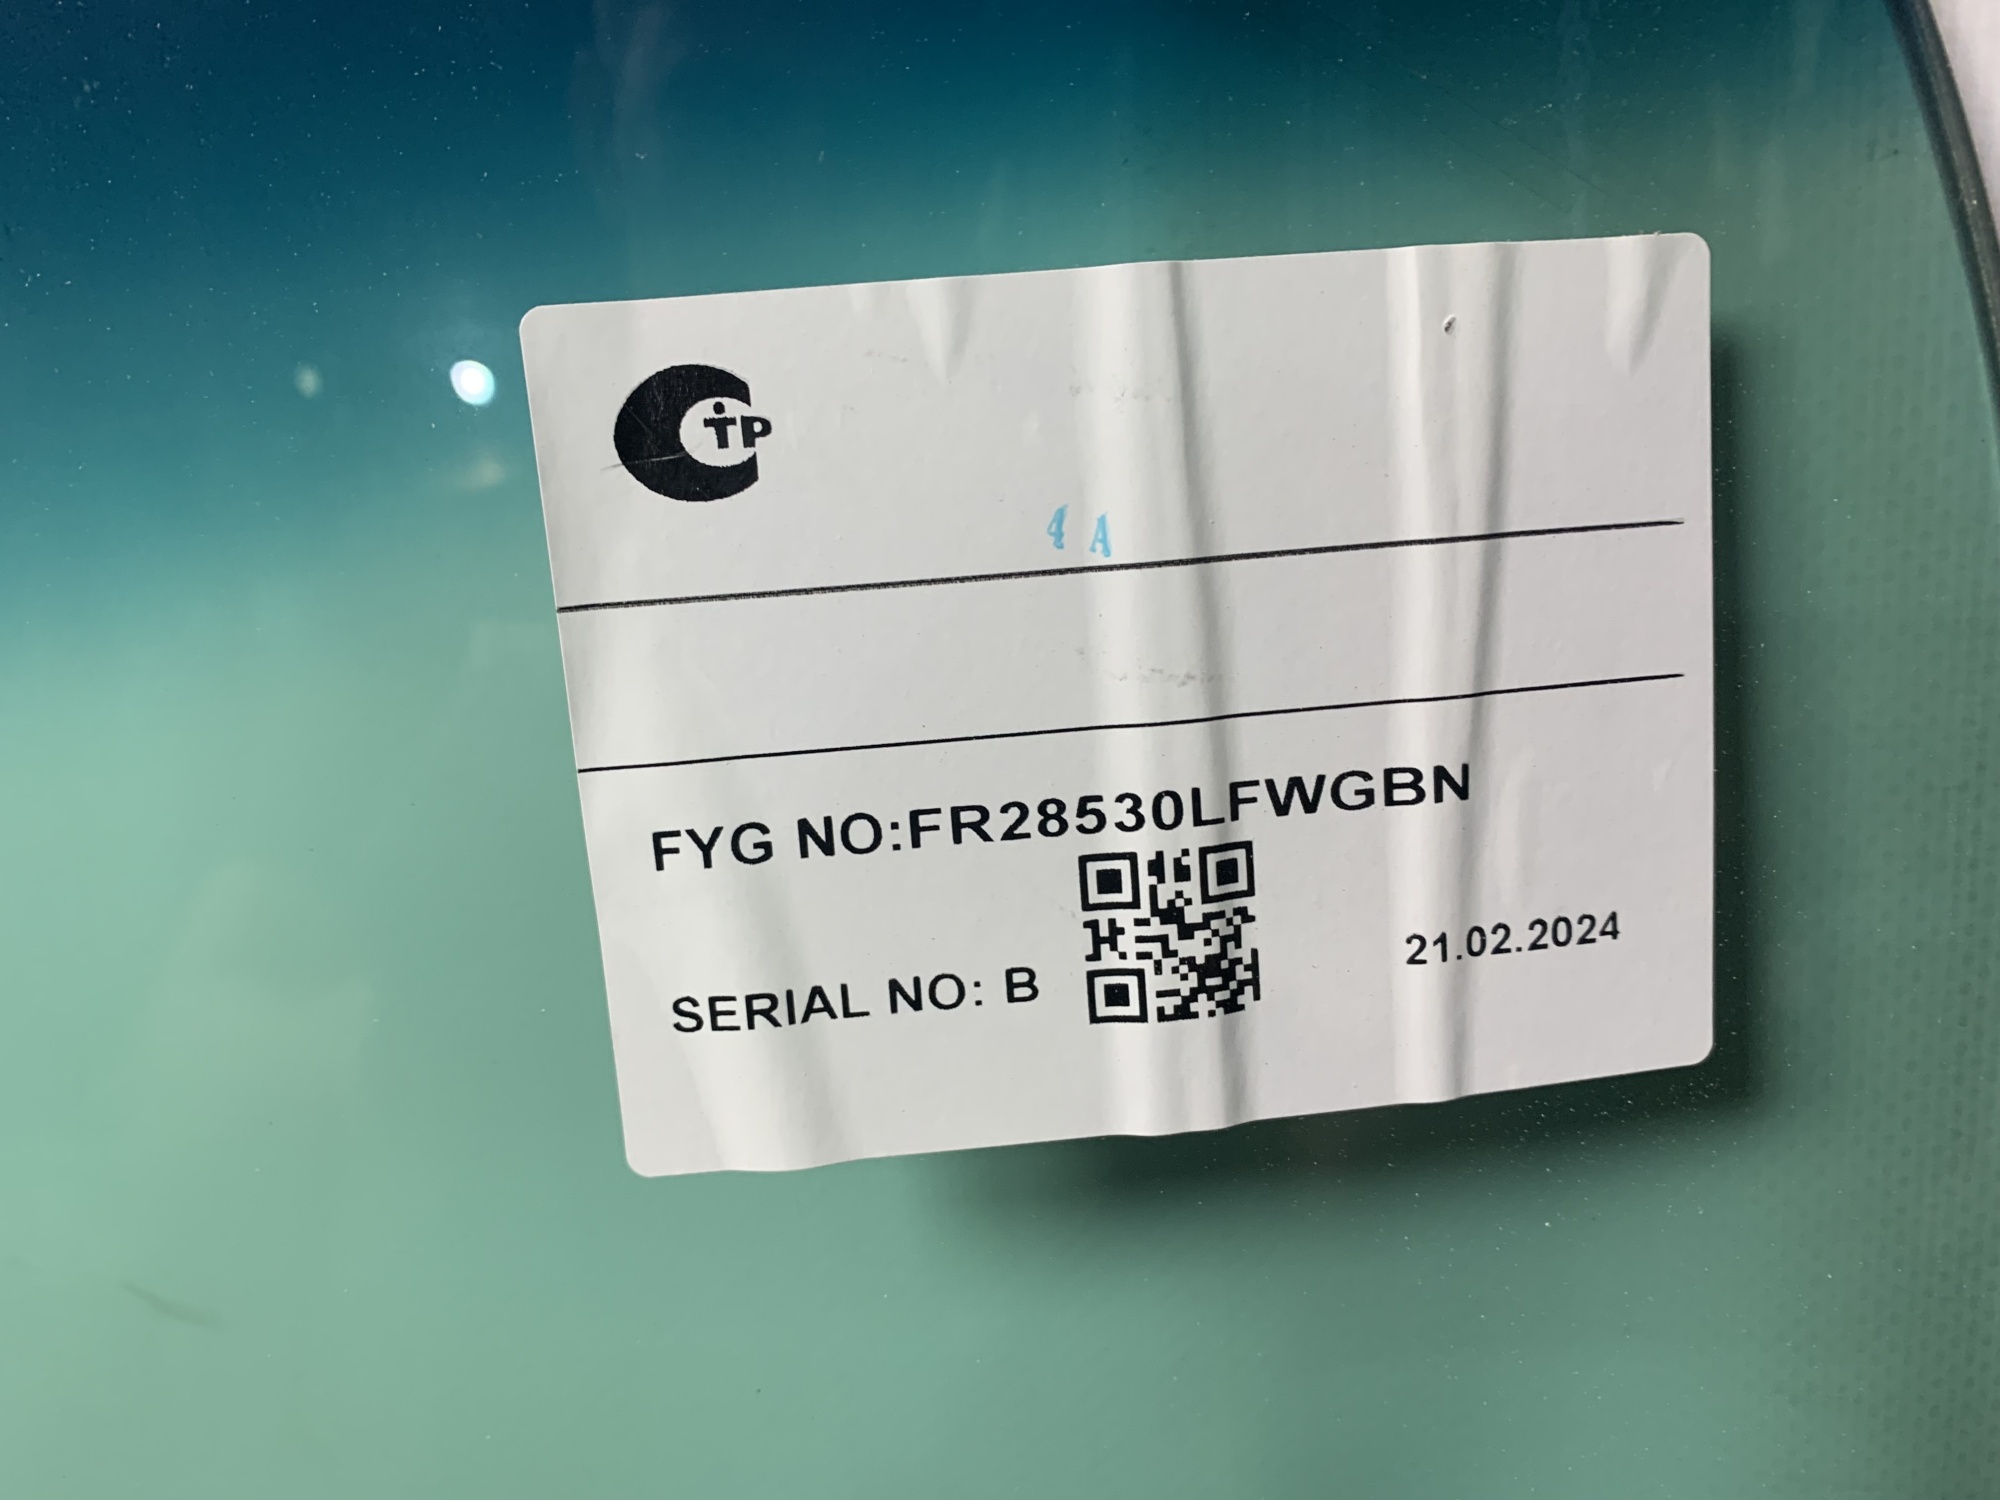 TP
4 A
FYG NO:FR28530LFWGBN
SERIAL NO: B
21.02.2024